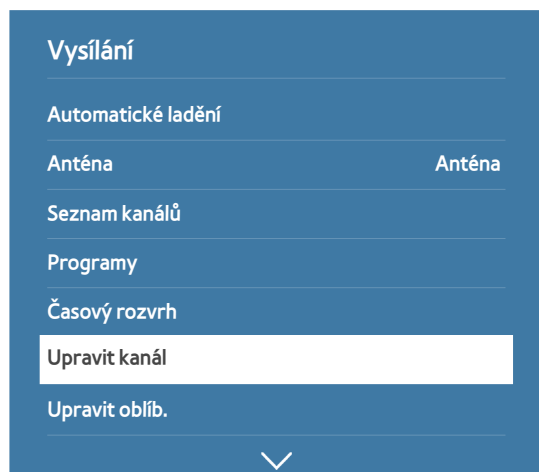 Vysílání
Automatické ladění
Anténa Anténa
Seznam kanálů
Programy
Časový rozvrh
Upravit kanál
Upravit oblíb.